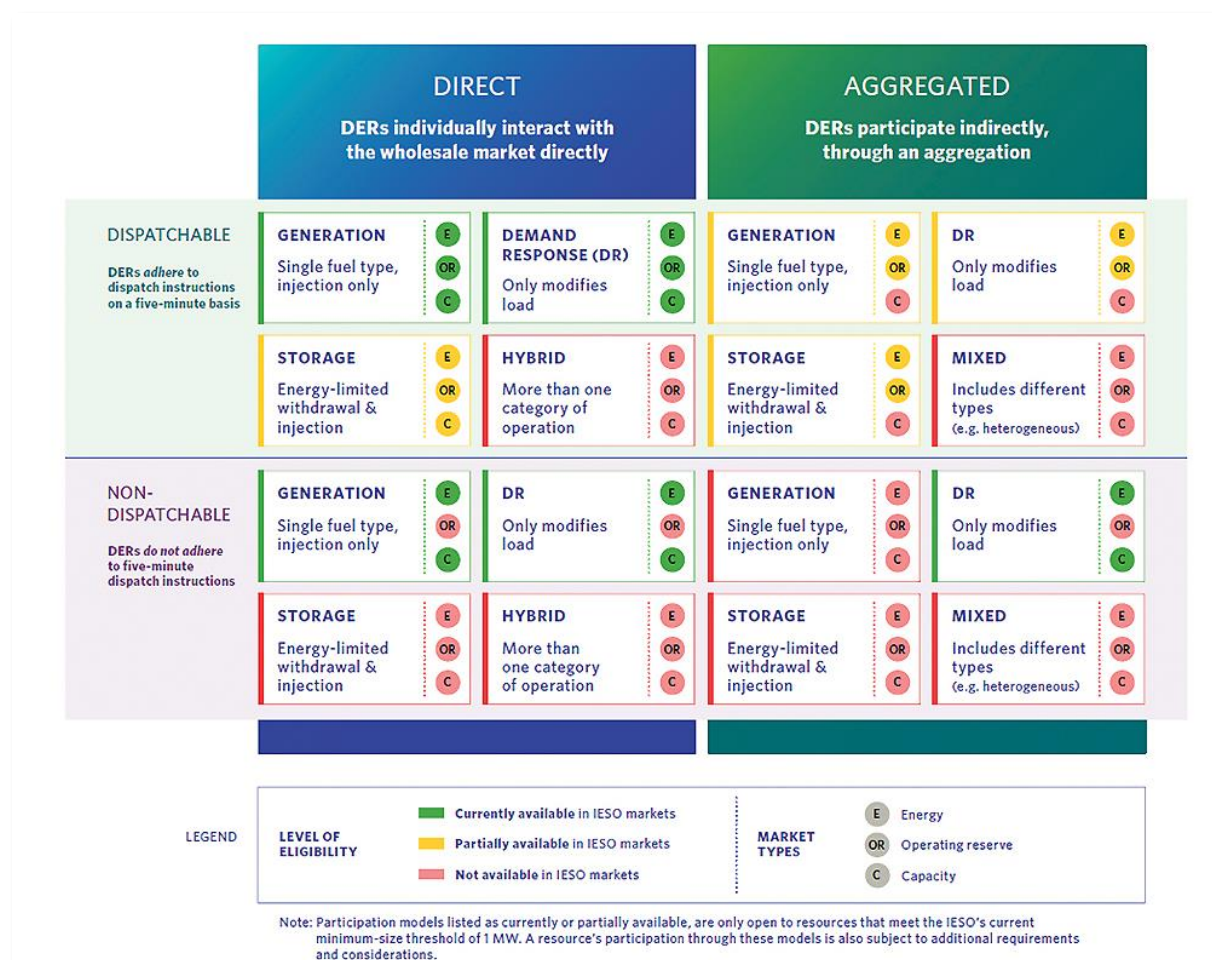 DIRECT
DERs individually interact with
the wholesale market directly
AGGREGATED
DERs participate indirectly,
through an aggregation
DISPATCHABLE
DERs adhere to
dispatch instructions
on a five-minute basis
GENERATION
Single fuel type,
injection only
E
OR
C
DEMAND
RESPONSE (DR)
Only modifies
load
E
OR
C
GENERATION
Single fuel type,
injection only
E
OR
C
DR
Only modifies
load
E
OR
C
STORAGE
Energy-limited
withdrawal &
injection
E
OR
C
HYBRID
More than one
category of
operation
E
OR
C
STORAGE
Energy-limited
withdrawal &
injection
E
OR
C
MIXED
Includes different
types
(e.g. heterogeneous)
E
OR
C
NON-
DISPATCHABLE
DERs do not adhere
to five-minute
dispatch instructions
GENERATION
Single fuel type,
injection only
E
OR
C
DR
Only modifies
load
E
OR
C
GENERATION
Single fuel type,
injection only
E
OR
C
DR
Only modifies
load
E
OR
C
STORAGE
Energy-limited
withdrawal &
injection
E
OR
C
HYBRID
More than
one category
of operation
E
OR
C
STORAGE
Energy-limited
withdrawal &
injection
E
OR
C
MIXED
Includes different
types
(e.g. heterogeneous)
E
OR
C
LEGEND
LEVEL OF
ELIGIBILITY
Currently available in IESO markets
Partially available in IESO markets
Not available in IESO markets
MARKET
TYPES
E Energy
OR Operating reserve
C Capacity
Note: Participation models listed as currently or partially available, are only open to resources that meet the IESO's current
minimum-size threshold of 1 MW. A resource's participation through these models is also subject to additional requirements
and considerations.